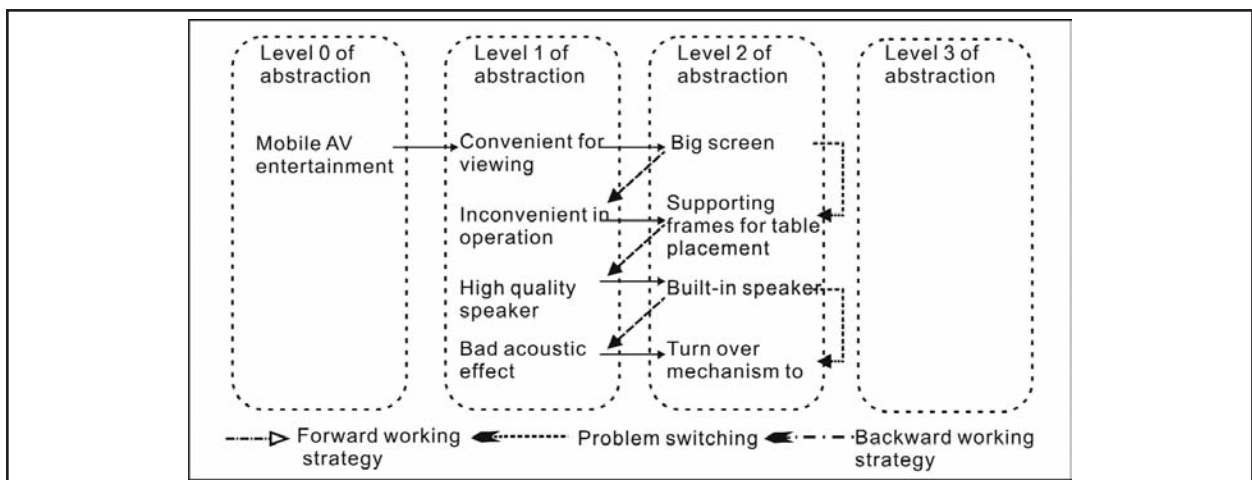 Level 0 of
abstraction
Level 1 of
abstraction
Level 2 of
abstraction
Level 3 of
abstraction
Mobile AV
entertainment
Convenient for
viewing
Big screen
Inconvenient in
operation
Supporting
frames for table
placement
High quality
speaker
Built-in speaker
Bad acoustic
effect
Turn over
mechanism to
Forward working
strategy
Problem switching
Backward working
strategy